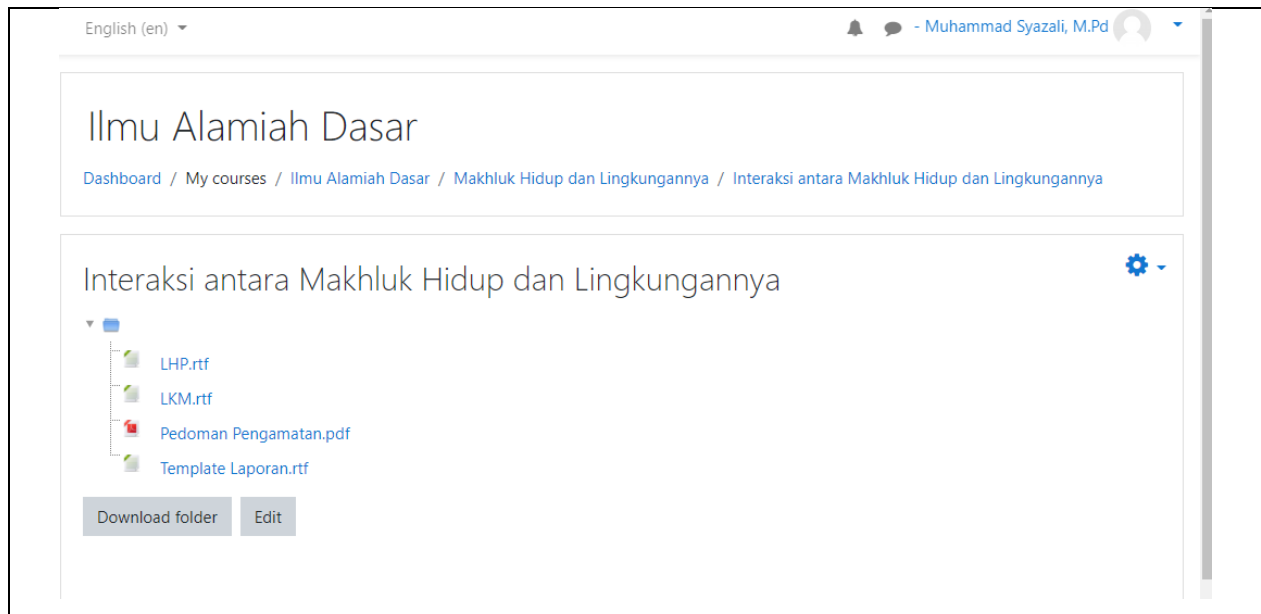 English (en)
- Muhammad Syazali, M.Pd
Ilmu Alamiah Dasar
Dashboard / My courses / Ilmu Alamiah Dasar / Makhluk Hidup dan Lingkungannya / Interaksi antara Makhluk Hidup dan Lingkungannya
Interaksi antara Makhluk Hidup dan Lingkungannya
LHP.rtf
LKM.rtf
Pedoman Pengamatan.pdf
Template Laporan.rtf
Download folder Edit